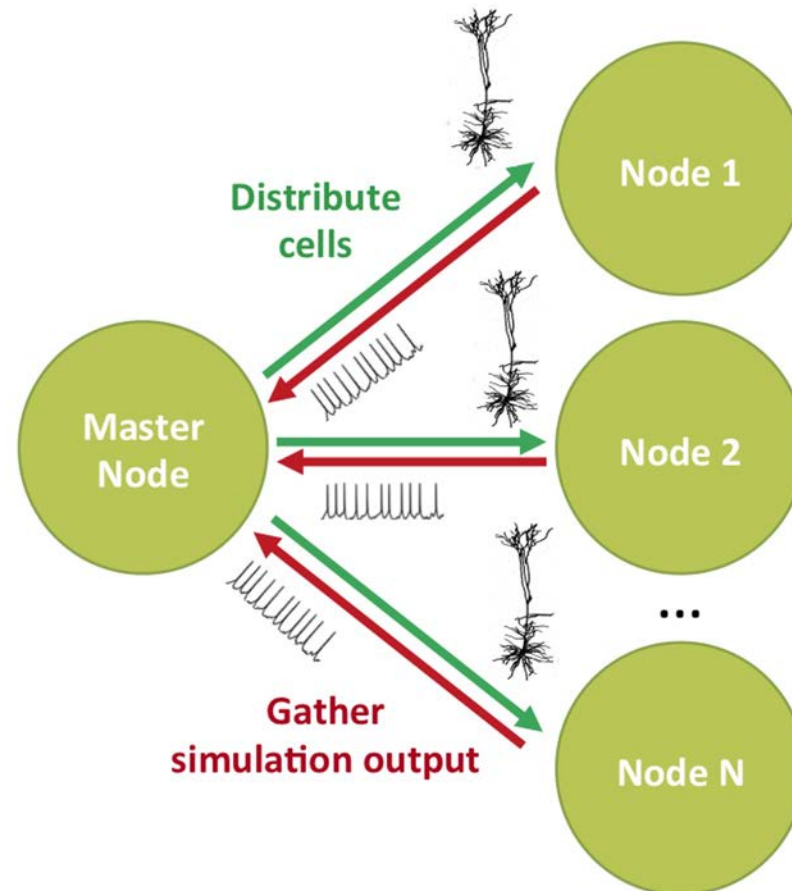 Node 1
Distribute
cells
Master
Node
Node 2
...
Gather
simulation output
Node N